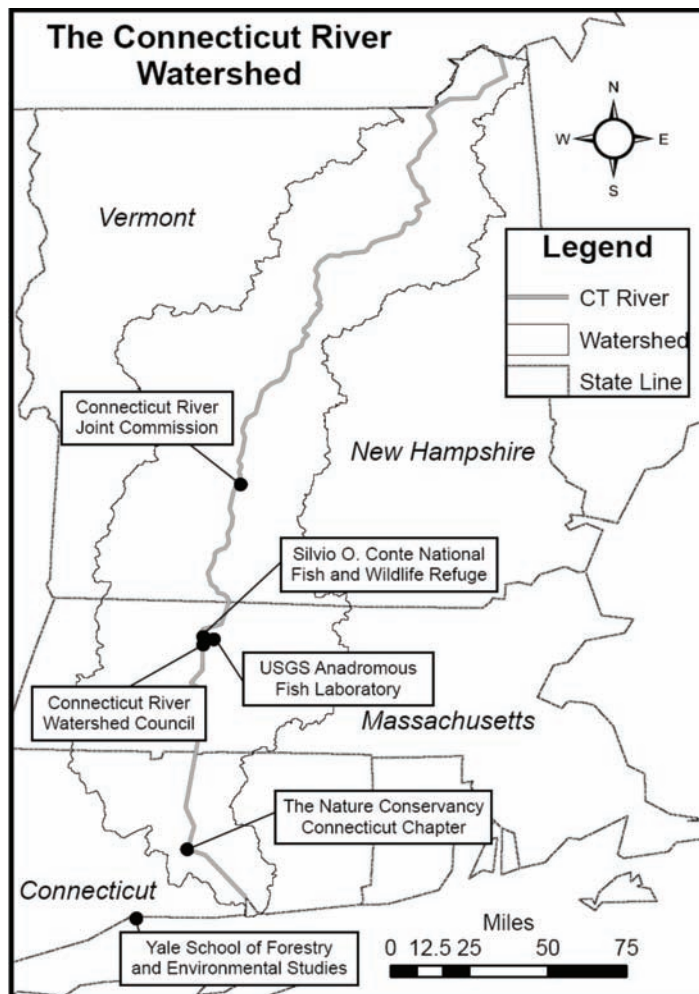 The Connecticut River
Watershed
N
W
E
S
Vermont
Legend
CT River
Watershed
State Line
Connecticut River
Joint Commission
New Hampshire
Silvio O. Conte National
Fish and Wildlife Refuge
USGS Anadromous
Fish Laboratory
Connecticut River
Watershed Council
Massachusetts
The Nature Conservancy
Connecticut Chapter
Connecticut
Yale School of Forestry
and Environmental Studies
Miles
0 12.5 25 50 75